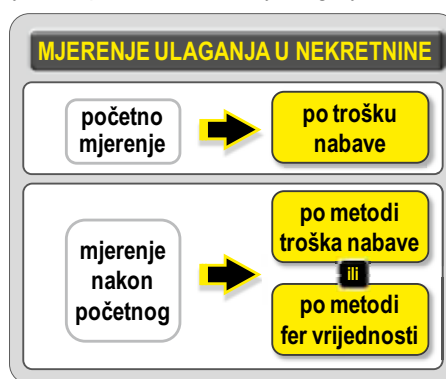 MJERENJE ULAGANJA U NEKRETNINE
početno
mjerenje
po trošku
nabave
mjerenje
nakon
početnog
po metodi
troška nabave
ili
po metodi
fer vrijednosti